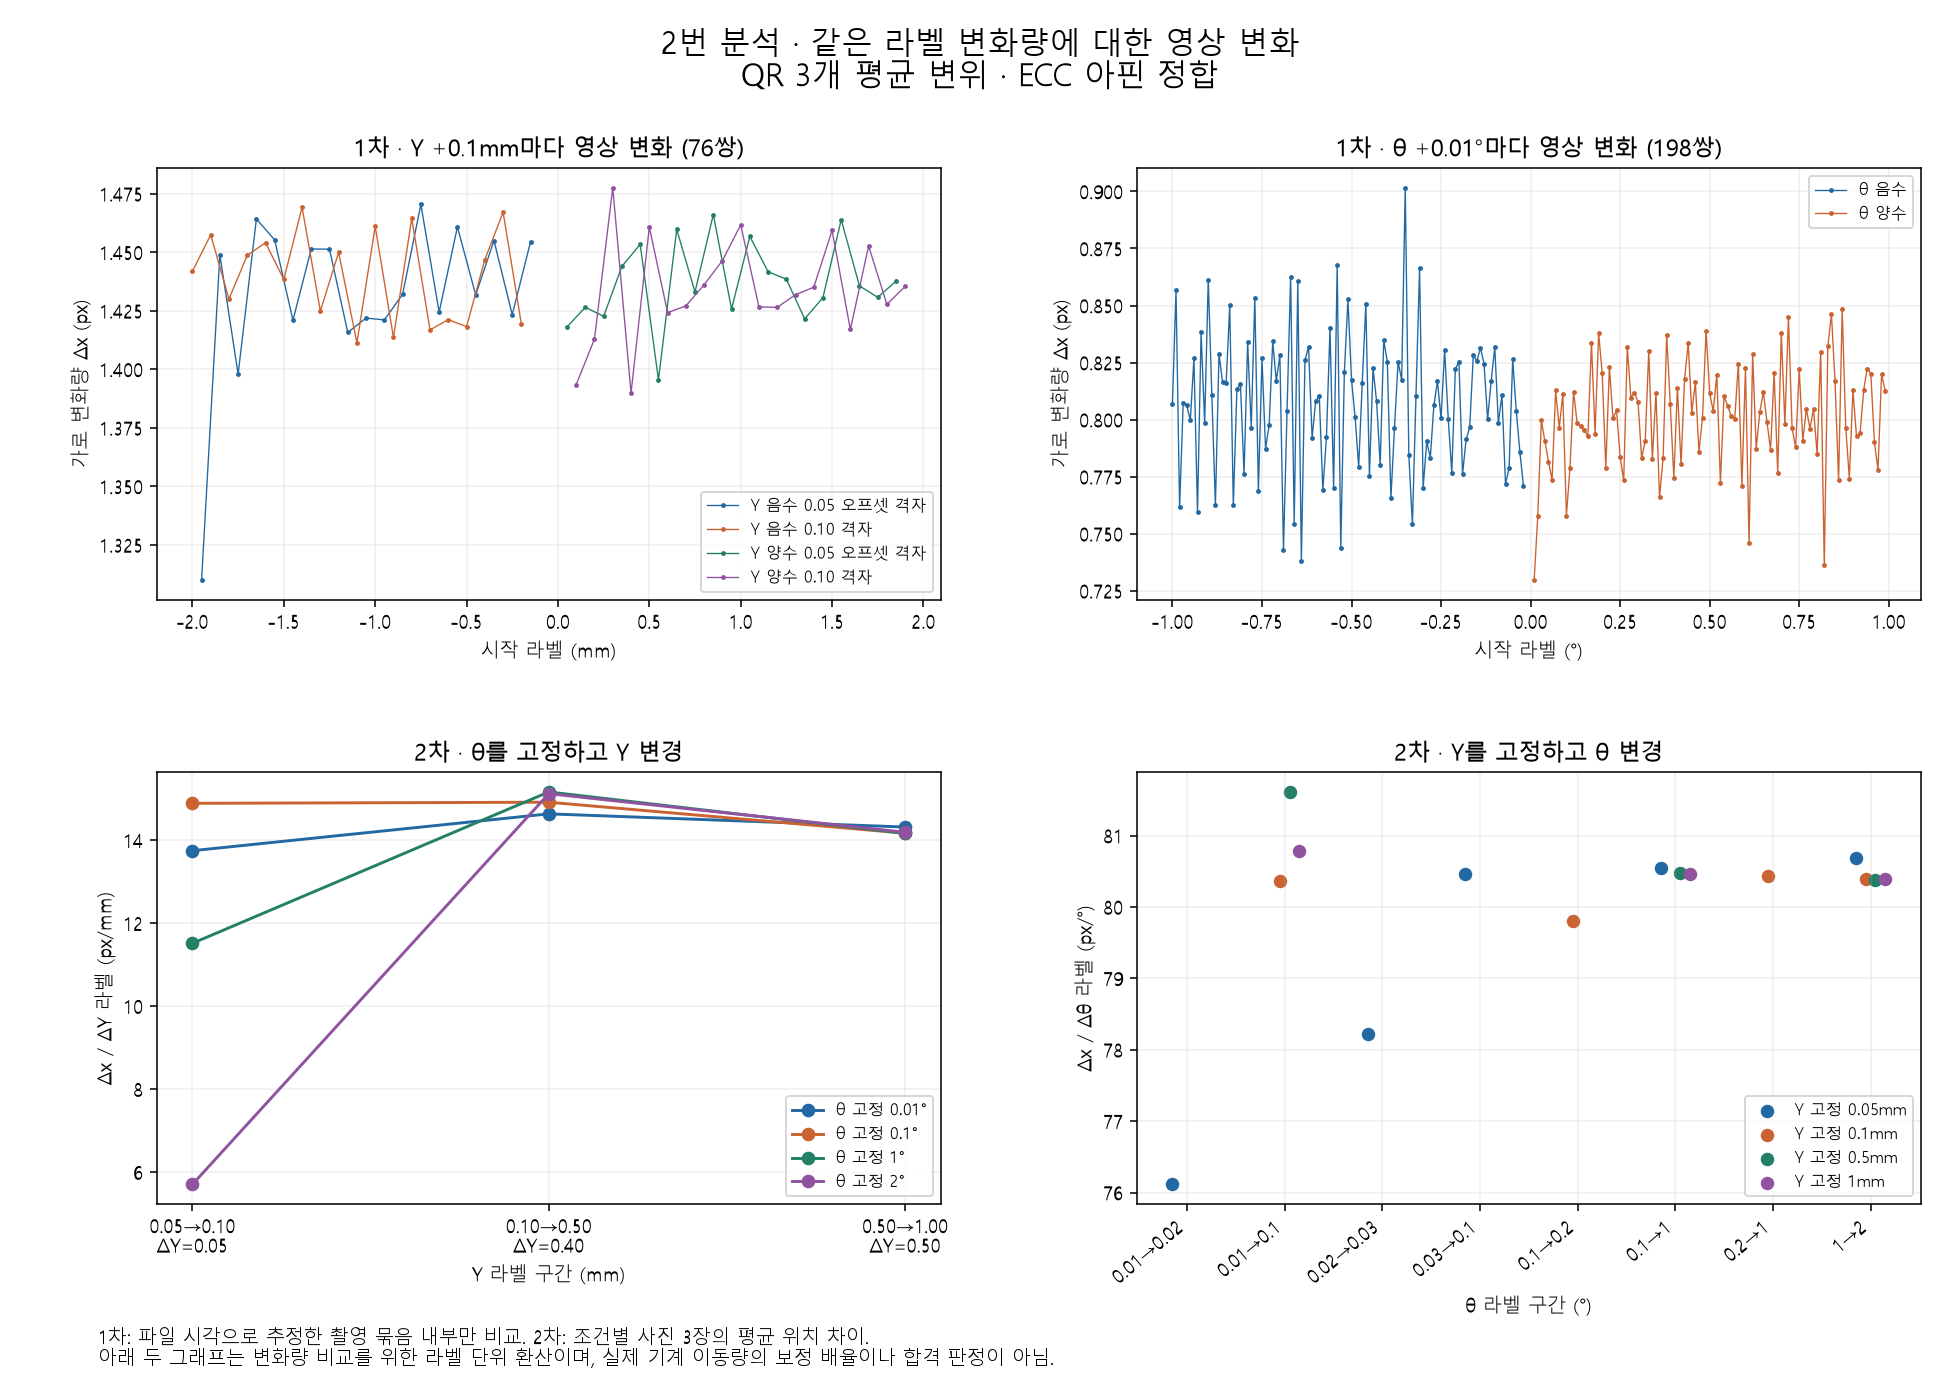 2번 분석 · 같은 라벨 변화량에 대한 영상 변화
QR 3개 평균 변위 · ECC 아핀 정합
1차 · Y +0.1mm마다 영상 변화 (76쌍)
가로 변화량 Δx (px)
1.475
1.450
1.425
1.400
1.375
1.350
1.325
Y 음수 0.05 오프셋 격자
Y 음수 0.10 격자
Y 양수 0.05 오프셋 격자
Y 양수 0.10 격자
-2.0 -1.5 -1.0 -0.5 0.0 0.5 1.0 1.5 2.0
시작 라벨 (mm)
1차 · θ +0.01°마다 영상 변화 (198쌍)
가로 변화량 Δx (px)
0.900
0.875
0.850
0.825
0.800
0.775
0.750
0.725
θ 음수
θ 양수
-1.00 -0.75 -0.50 -0.25 0.00 0.25 0.50 0.75 1.00
시작 라벨 (°)
2차 · θ를 고정하고 Y 변경
Δx / ΔY 라벨 (px/mm)
14
12
10
8
6
θ 고정 0.01°
θ 고정 0.1°
θ 고정 1°
θ 고정 2°
0.05→0.10 0.10→0.50 0.50→1.00
ΔY=0.05 ΔY=0.40 ΔY=0.50
Y 라벨 구간 (mm)
2차 · Y를 고정하고 θ 변경
Δx / Δθ 라벨 (px/°)
81
80
79
78
77
76
Y 고정 0.05mm
Y 고정 0.1mm
Y 고정 0.5mm
Y 고정 1mm
0.01→0.02 0.01→0.1 0.02→0.03 0.03→0.1 0.1→0.2 0.1→1 0.2→1 1→2
θ 라벨 구간 (°)
1차: 파일 시각으로 추정한 촬영 묶음 내부만 비교. 2차: 조건별 사진 3장의 평균 위치 차이.
아래 두 그래프는 변화량 비교를 위한 라벨 단위 환산이며, 실제 기계 이동량의 보정 배율이나 합격 판정이 아님.